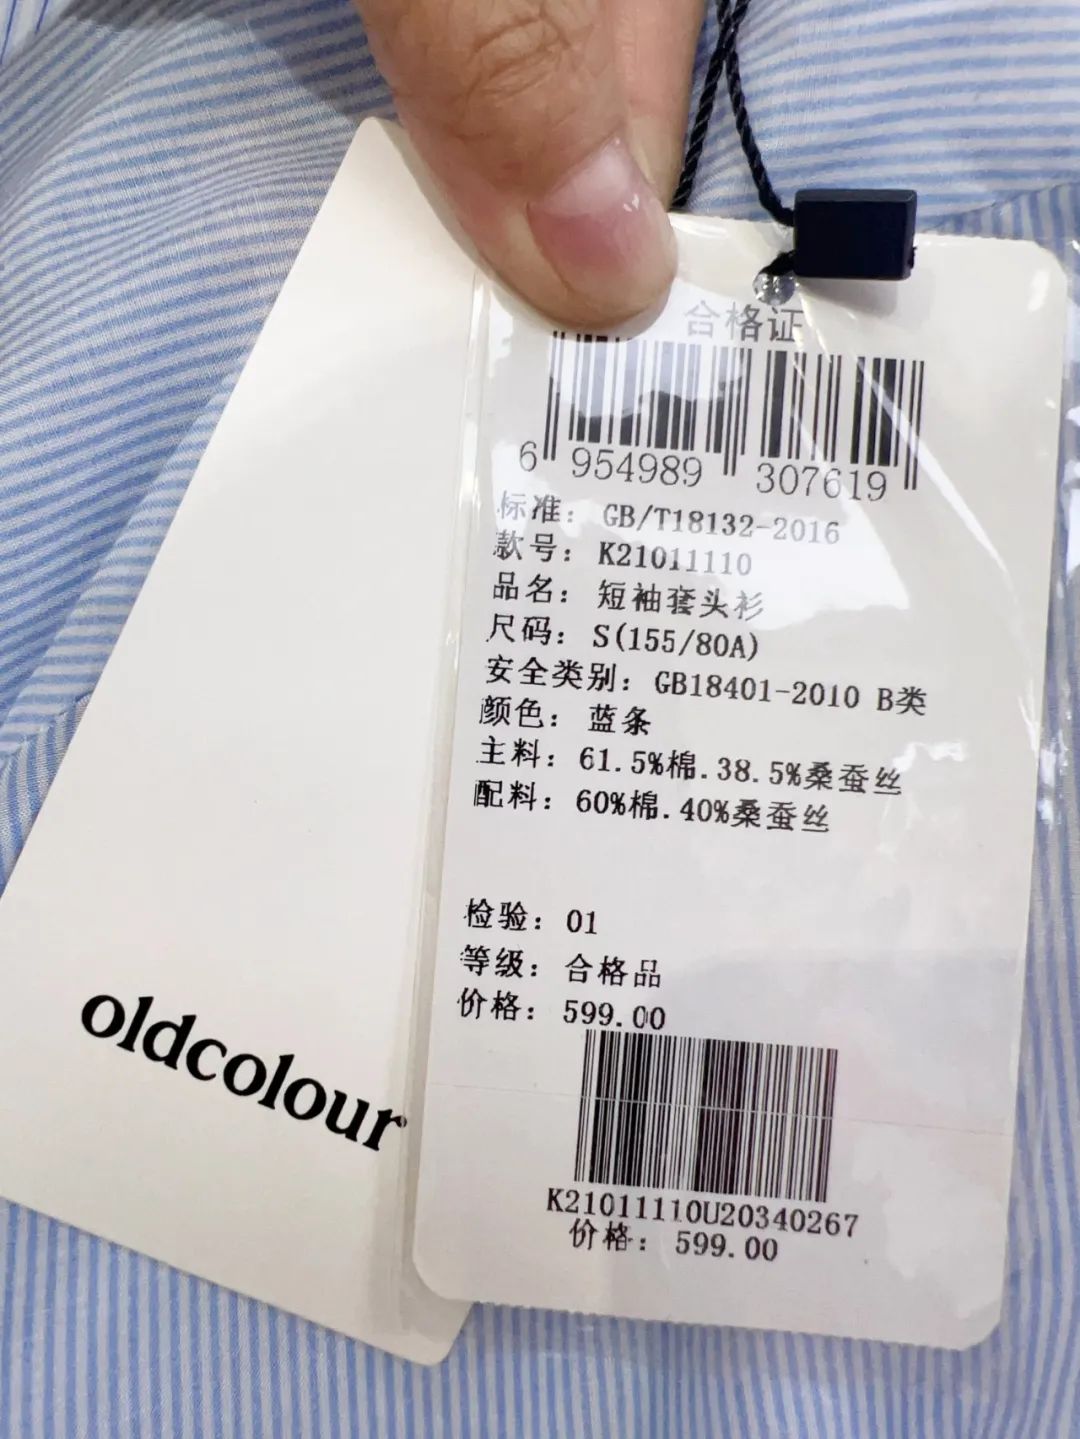 合格证
6 954989 307619
标准: GB/T18132-2016
款号: K21011110
品名: 短袖套头衫
尺码: S(155/80A)
安全类别: GB18401-2010 B类
颜色: 蓝条
主料: 61.5%棉.38.5%桑蚕丝
配料: 60%棉.40%桑蚕丝
检验: 01
等级: 合格品
价格: 599.00
K21011110U20340267
价格: 599.00
oldcolour